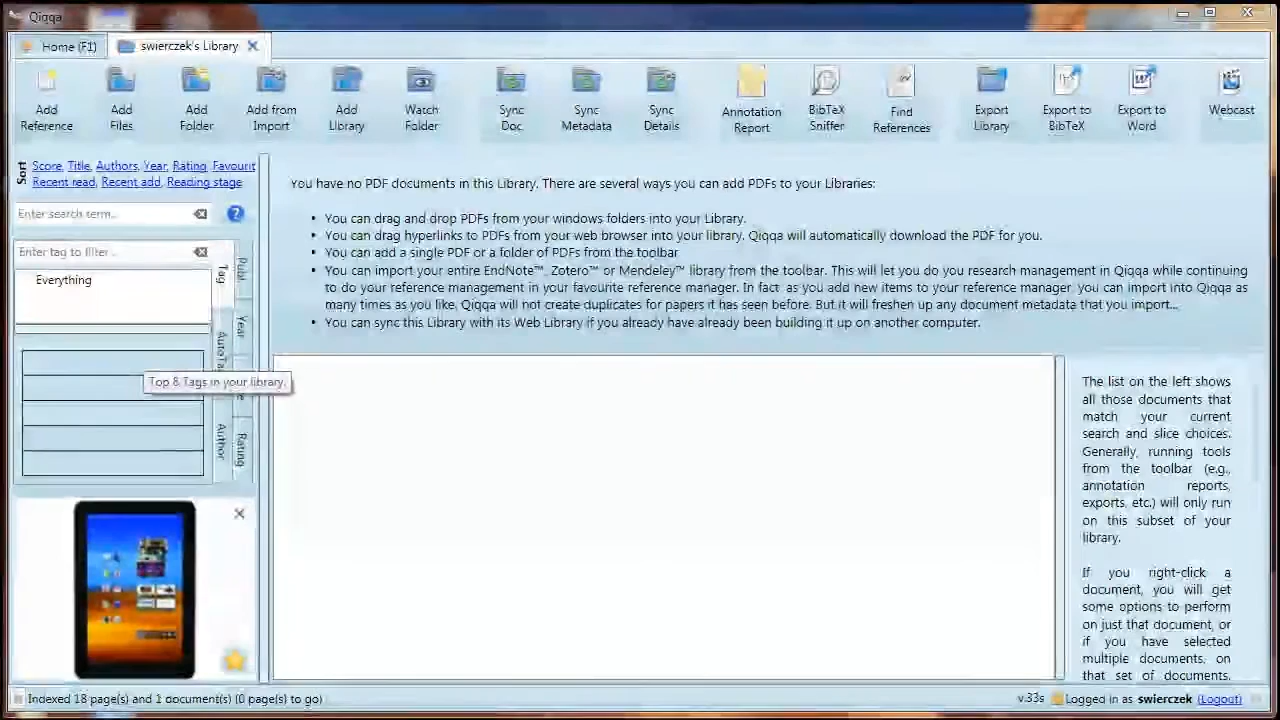 Qiqqa
Home (F1)
swierczek's Library
Add Reference
Add Files
Add Folder
Add from Import
Add Library
Watch Folder
Sync Doc
Sync Metadata
Sync Details
Annotation Report
BibTeX Sniffer
Find References
Export Library
Export to BibTeX
Export to Word
Webcast
Sort
Score, Title, Authors, Year, Rating, Favourit
Recent read, Recent add, Reading stage
Enter search term...
?
Enter tag to filter ...
Everything
Tag
Publ.
Year
AutoTa
Author
Rating
Top 8 Tags in your library.
You have no PDF documents in this Library. There are several ways you can add PDFs to your Libraries:
• You can drag and drop PDFs from your windows folders into your Library.
• You can drag hyperlinks to PDFs from your web browser into your library. Qiqqa will automatically download the PDF for you.
• You can add a single PDF or a folder of PDFs from the toolbar
• You can import your entire EndNote™, Zotero™ or Mendeley™ library from the toolbar. This will let you do you research management in Qiqqa while continuing
to do your reference management in your favourite reference manager. In fact as you add new items to your reference manager, you can import into Qiqqa as
many times as you like. Qiqqa will not create duplicates for papers it has seen before. But it will freshen up any document metadata that you import...
• You can sync this Library with its Web Library if you already have already been building it up on another computer.
The list on the left shows
all those documents that
match your current
search and slice choices.
Generally, running tools
from the toolbar (e.g.,
annotation reports,
exports, etc.) will only run
on this subset of your
library.
If you right-click a
document, you will get
some options to perform
on just that document, or
if you have selected
multiple documents, on
that set of documents.
Indexed 18 page(s) and 1 document(s) (0 page(s) to go)
v.33s
Logged in as swierczek (Logout)